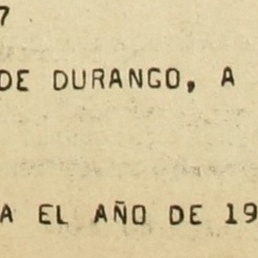 7
DE DURANGO, A
A EL AÑO DE 19